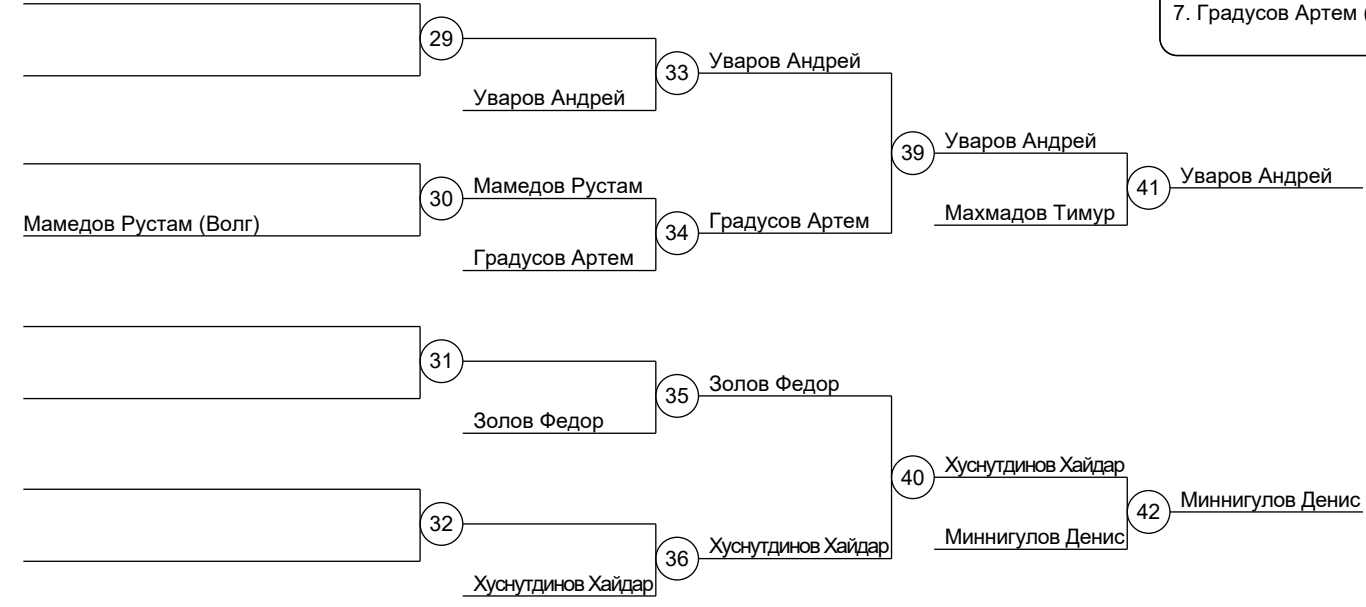 7. Градусов Артем (
29
Уваров Андрей
33
Уваров Андрей
Уваров Андрей
39
Мамедов Рустам
30
Уваров Андрей
41
Мамедов Рустам (Волг)
Махмадов Тимур
Градусов Артем
34
Градусов Артем
31
Золов Федор
35
Золов Федор
Хуснутдинов Хайдар
40
Миннигулов Денис
42
32
Миннигулов Денис
Хуснутдинов Хайдар
36
Хуснутдинов Хайдар